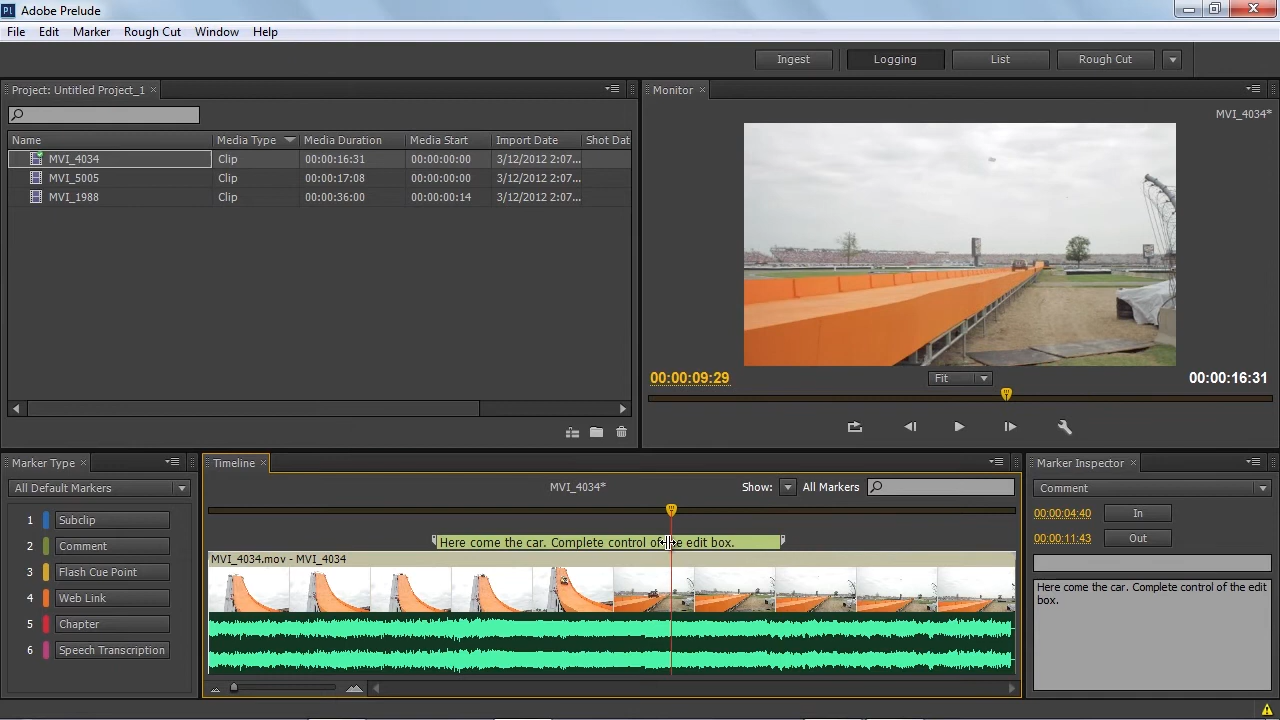 Pl Adobe Prelude
File Edit Marker Rough Cut Window Help
Ingest Logging List Rough Cut
Project: Untitled Project_1
Name Media Type Media Duration Media Start Import Date Shot Dat
MVI_4034 Clip 00:00:16:31 00:00:00:00 3/12/2012 2:07...
MVI_5005 Clip 00:00:17:08 00:00:00:00 3/12/2012 2:07...
MVI_1988 Clip 00:00:36:00 00:00:00:14 3/12/2012 2:07...
Monitor
MVI_4034*
00:00:09:29 Fit 00:00:16:31
Marker Type
All Default Markers
1 Subclip
2 Comment
3 Flash Cue Point
4 Web Link
5 Chapter
6 Speech Transcription
Timeline
MVI_4034* Show: All Markers
Here come the car. Complete control of the edit box.
MVI_4034.mov - MVI_4034
Marker Inspector
Comment
00:00:04:40 In
00:00:11:43 Out
Here come the car. Complete control of the edit
box.